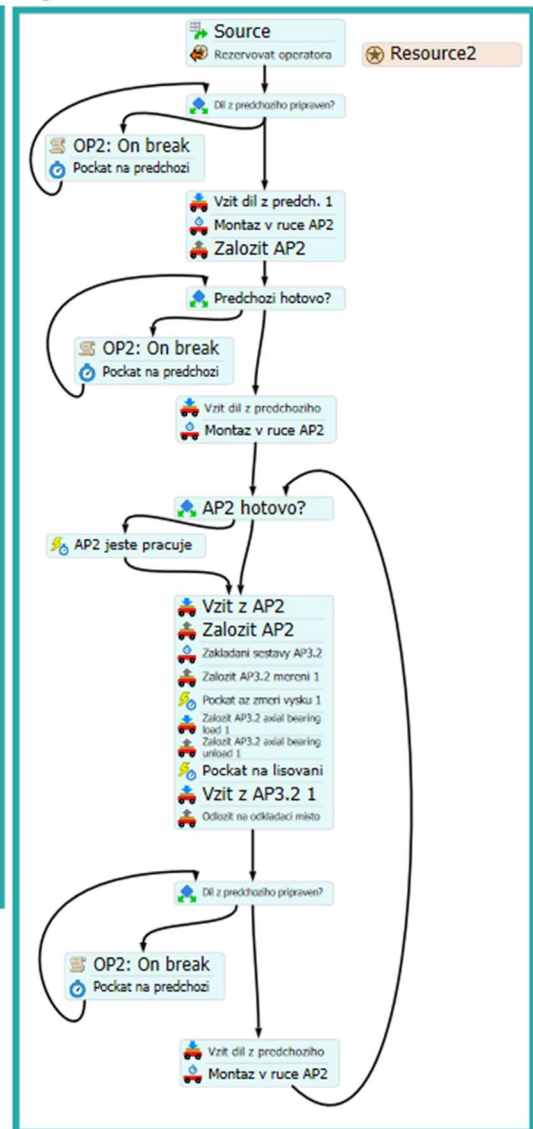 Source
Rezervovat operatora
Resource2
Dil z predchoziho pripraven?
OP2: On break
Pockat na predchozi
Vzit dil z predch. 1
Montaz v ruce AP2
Zalozit AP2
Predchozi hotovo?
OP2: On break
Pockat na predchozi
Vzit dil z predchoziho
Montaz v ruce AP2
AP2 hotovo?
AP2 jeste pracuje
Vzit z AP2
Zalozit AP2
Zakladani sestavy AP3.2
Zalozit AP3.2 mereni 1
Pockat az zmeri vysku 1
Zalozit AP3.2 axial bearing
load 1
Zalozit AP3.2 axial bearing
unload 1
Pockat na lisovani
Vzit z AP3.2 1
Odlozit na odkladaci misto
Dil z predchoziho pripraven?
OP2: On break
Pockat na predchozi
Vzit dil z predchoziho
Montaz v ruce AP2